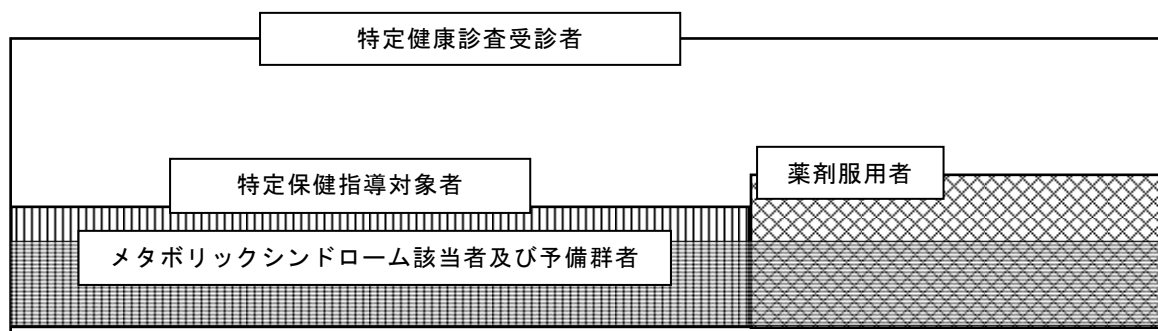 特定健康診査受診者
特定保健指導対象者
薬剤服用者
メタボリックシンドローム該当者及び予備群者